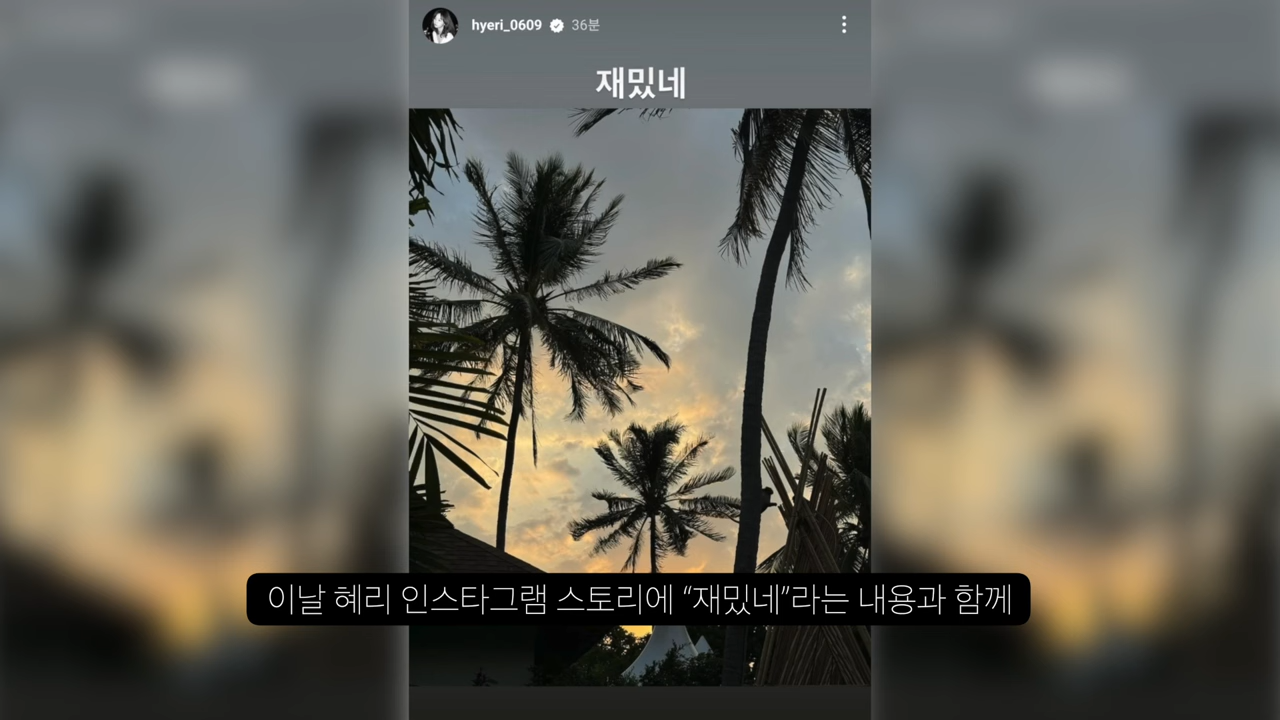 hyeri_0609 36분
재밌네
이날 혜리 인스타그램 스토리에 “재밌네”라는 내용과 함께